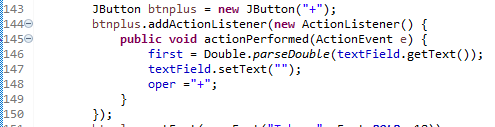 143 JButton btnplus = new JButton("+");
144 btnplus.addActionListener(new ActionListener() {
145 public void actionPerformed(ActionEvent e) {
146 first = Double.parseDouble(textField.getText());
147 textField.setText("");
148 oper ="+";
149 }
150 });